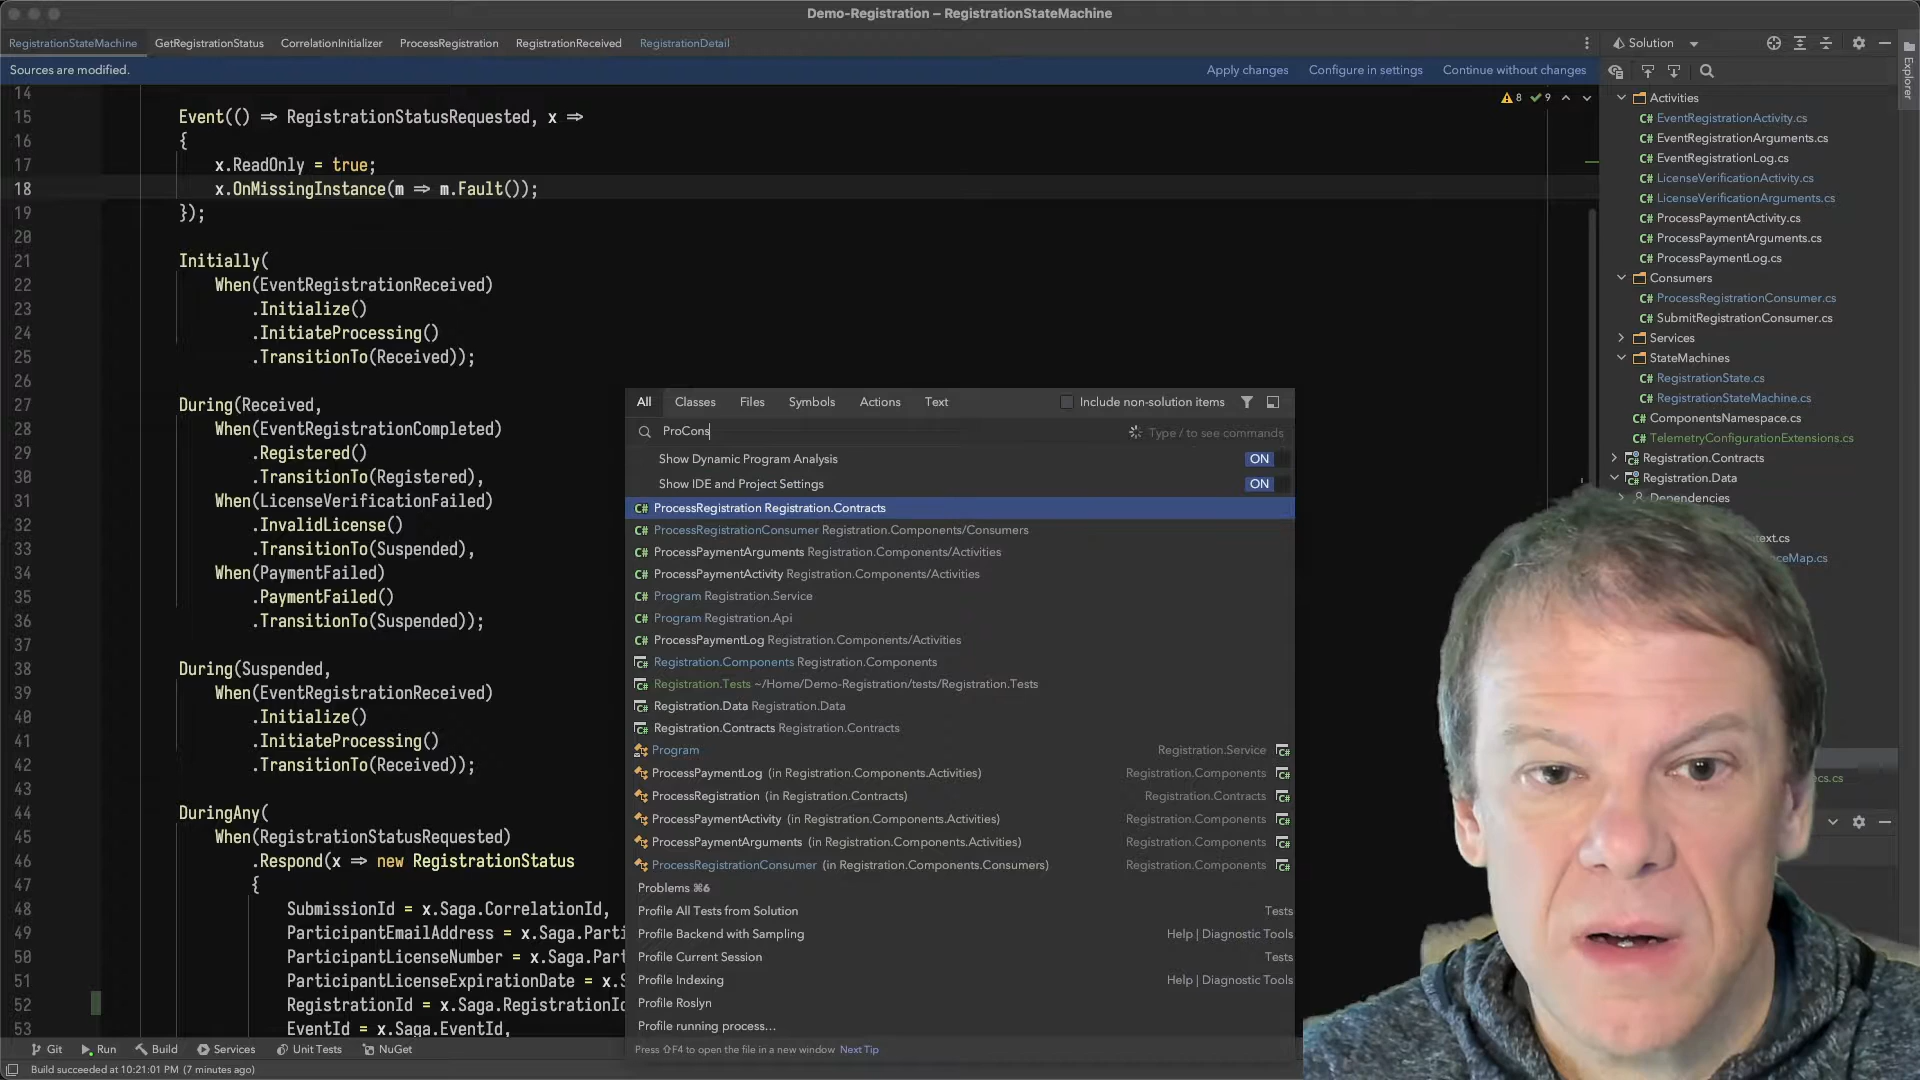 Demo-Registration – RegistrationStateMachine
RegistrationStateMachine GetRegistrationStatus CorrelationInitializer ProcessRegistration RegistrationReceived RegistrationDetail
Solution
Explorer
Sources are modified. Apply changes Configure in settings Continue without changes
8 9
14
15 Event(() ⇒ RegistrationStatusRequested, x ⇒
16 {
17 x.ReadOnly = true;
18 x.OnMissingInstance(m ⇒ m.Fault());
19 });
20
21 Initially(
22 When(EventRegistrationReceived)
23 .Initialize()
24 .InitiateProcessing()
25 .TransitionTo(Received));
26
27 During(Received,
28 When(EventRegistrationCompleted)
29 .Registered()
30 .TransitionTo(Registered),
31 When(LicenseVerificationFailed)
32 .InvalidLicense()
33 .TransitionTo(Suspended),
34 When(PaymentFailed)
35 .PaymentFailed()
36 .TransitionTo(Suspended));
37
38 During(Suspended,
39 When(EventRegistrationReceived)
40 .Initialize()
41 .InitiateProcessing()
42 .TransitionTo(Received));
43
44 DuringAny(
45 When(RegistrationStatusRequested)
46 .Respond(x ⇒ new RegistrationStatus
47 {
48 SubmissionId = x.Saga.CorrelationId,
49 ParticipantEmailAddress = x.Saga.Parti
50 ParticipantLicenseNumber = x.Saga.Part
51 ParticipantLicenseExpirationDate = x.S
52 RegistrationId = x.Saga.RegistrationId
53 EventId = x.Saga.EventId,
All Classes Files Symbols Actions Text Include non-solution items
ProCons Type / to see commands
Show Dynamic Program Analysis ON
Show IDE and Project Settings ON
C# ProcessRegistration Registration.Contracts
C# ProcessRegistrationConsumer Registration.Components/Consumers
C# ProcessPaymentArguments Registration.Components/Activities
C# ProcessPaymentActivity Registration.Components/Activities
C# Program Registration.Service
C# Program Registration.Api
C# ProcessPaymentLog Registration.Components/Activities
Registration.Components Registration.Components
Registration.Tests ~/Home/Demo-Registration/tests/Registration.Tests
Registration.Data Registration.Data
Registration.Contracts Registration.Contracts
Program Registration.Service
ProcessPaymentLog (in Registration.Components.Activities) Registration.Components
ProcessRegistration (in Registration.Contracts) Registration.Contracts
ProcessPaymentActivity (in Registration.Components.Activities) Registration.Components
ProcessPaymentArguments (in Registration.Components.Activities) Registration.Components
ProcessRegistrationConsumer (in Registration.Components.Consumers) Registration.Components
Problems ⌘6
Profile All Tests from Solution Tests
Profile Backend with Sampling Help | Diagnostic Tools
Profile Current Session Tests
Profile Indexing Help | Diagnostic Tools
Profile Roslyn
Profile running process...
Press ⇧F4 to open the file in a new window Next Tip
Activities
C# EventRegistrationActivity.cs
C# EventRegistrationArguments.cs
C# EventRegistrationLog.cs
C# LicenseVerificationActivity.cs
C# LicenseVerificationArguments.cs
C# ProcessPaymentActivity.cs
C# ProcessPaymentArguments.cs
C# ProcessPaymentLog.cs
Consumers
C# ProcessRegistrationConsumer.cs
C# SubmitRegistrationConsumer.cs
Services
StateMachines
C# RegistrationState.cs
C# RegistrationStateMachine.cs
C# ComponentsNamespace.cs
C# TelemetryConfigurationExtensions.cs
Registration.Contracts
Registration.Data
Dependencies
text.cs
nceMap.cs
ecs.cs
Git Run Build Services Unit Tests NuGet
Build succeeded at 10:21:01 PM (7 minutes ago)